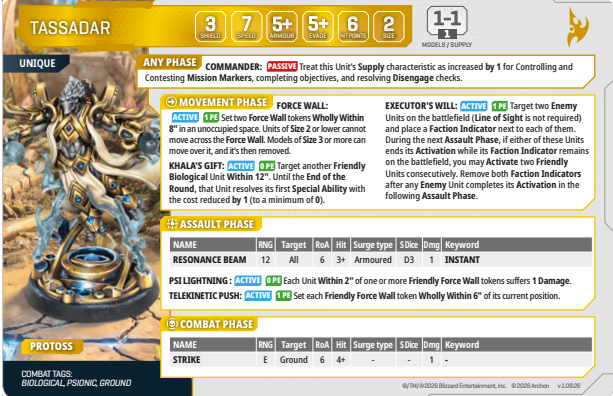 TASSADAR
3 7 5+ 5+ 6 2
SHIELD SPEED ARMOUR EVADE HIT POINTS SIZE
1-1
1
MODELS / SUPPLY
UNIQUE
ANY PHASE
COMMANDER: PASSIVE Treat this Unit's Supply characteristic as increased by 1 for Controlling and
Contesting Mission Markers, completing objectives, and resolving Disengage checks.
MOVEMENT PHASE
FORCE WALL:
ACTIVE 1 PE Set two Force Wall tokens Wholly Within
8" in an unoccupied space. Units of Size 2 or lower cannot
move across the Force Wall. Models of Size 3 or more can
move over it, and it's then removed.
KHALA'S GIFT: ACTIVE 0 PE Target another Friendly
Biological Unit Within 12". Until the End of the
Round, that Unit resolves its first Special Ability with
the cost reduced by 1 (to a minimum of 0).
EXECUTOR'S WILL: ACTIVE 1 PE Target two Enemy
Units on the battlefield (Line of Sight is not required)
and place a Faction Indicator next to each of them.
During the next Assault Phase, if either of these Units
ends its Activation while its Faction Indicator remains
on the battlefield, you may Activate two Friendly
Units consecutively. Remove both Faction Indicators
after any Enemy Unit completes its Activation in the
following Assault Phase.
ASSAULT PHASE
NAME RNG Target RoA Hit Surge type S Dice Dmg Keyword
RESONANCE BEAM 12 All 6 3+ Armoured D3 1 INSTANT
PSI LIGHTNING : ACTIVE 0 PE Each Unit Within 2" of one or more Friendly Force Wall tokens suffers 1 Damage.
TELEKINETIC PUSH: ACTIVE 1 PE Set each Friendly Force Wall token Wholly Within 6" of its current position.
COMBAT PHASE
NAME RNG Target RoA Hit Surge type S Dice Dmg Keyword
STRIKE E Ground 6 4+ - - 1 -
PROTOSS
COMBAT TAGS:
BIOLOGICAL, PSIONIC, GROUND
©/™/® 2026 Blizzard Entertainment, Inc. © 2026 Archon v 1.03.26